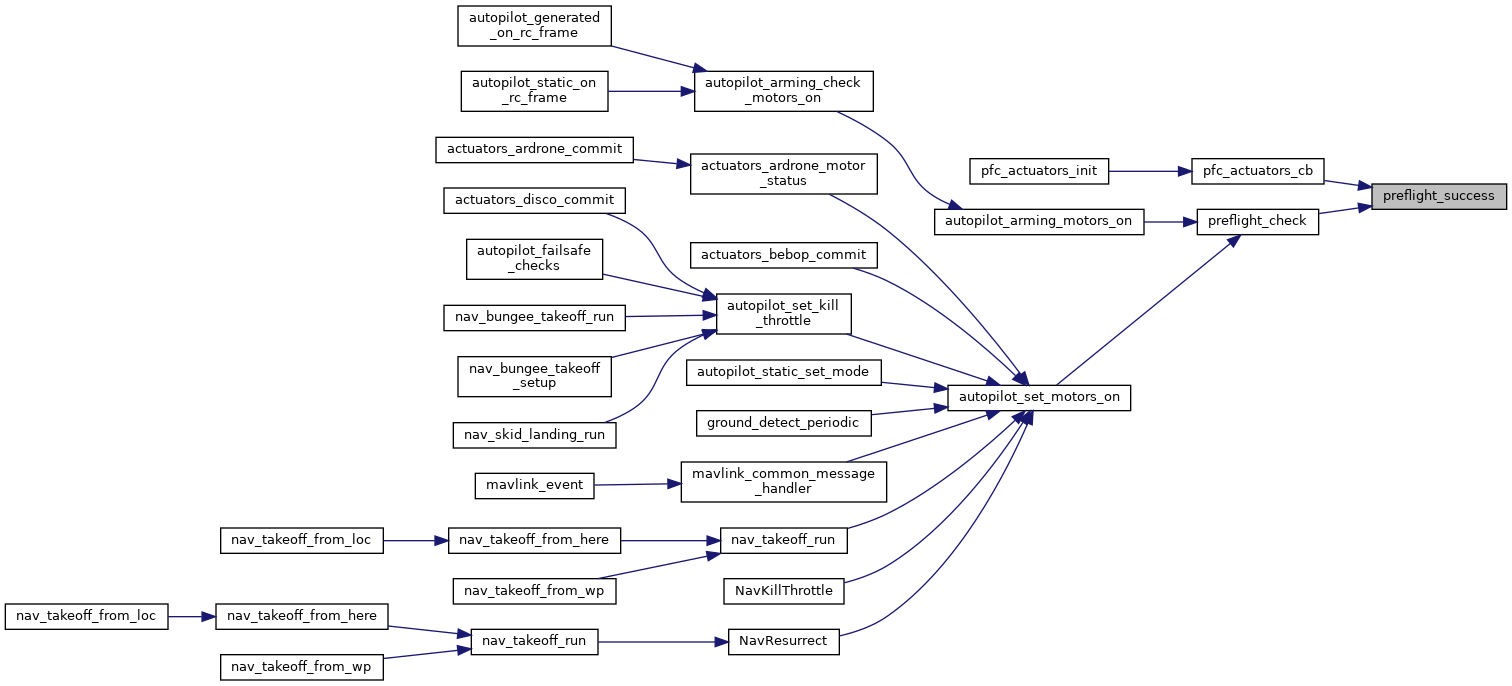 autopilot_generated
_on_rc_frame
autopilot_static_on
_rc_frame
autopilot_arming_check
_motors_on
actuators_ardrone_commit
actuators_ardrone_motor
_status
pfc_actuators_init
pfc_actuators_cb
preflight_success
actuators_disco_commit
autopilot_arming_motors_on
preflight_check
autopilot_failsafe
_checks
actuators_bebop_commit
nav_bungee_takeoff_run
autopilot_set_kill
_throttle
nav_bungee_takeoff
_setup
autopilot_static_set_mode
autopilot_set_motors_on
nav_skid_landing_run
ground_detect_periodic
mavlink_event
mavlink_common_message
_handler
nav_takeoff_from_loc
nav_takeoff_from_here
nav_takeoff_run
nav_takeoff_from_wp
NavKillThrottle
nav_takeoff_from_loc
nav_takeoff_from_here
nav_takeoff_run
NavResurrect
nav_takeoff_from_wp